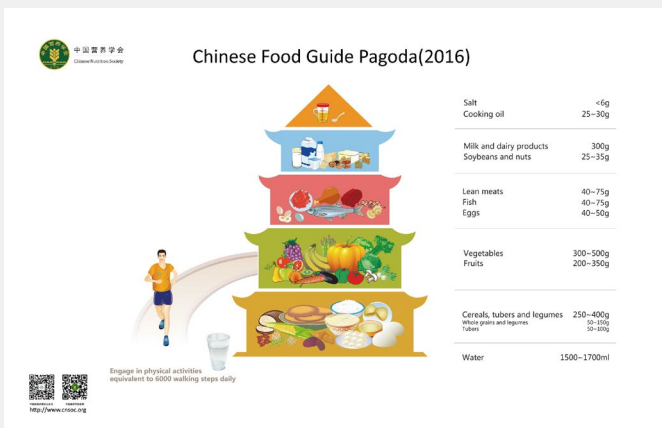 中国营养学会
Chinese Nutrition Society
Chinese Food Guide Pagoda(2016)
Salt <6g
Cooking oil 25~30g
Milk and dairy products 300g
Soybeans and nuts 25~35g
Lean meats 40~75g
Fish 40~75g
Eggs 40~50g
Vegetables 300~500g
Fruits 200~350g
Cereals, tubers and legumes 250~400g
Whole grains and legumes 50~150g
Tubers 50~100g
Water 1500~1700ml
Engage in physical activities
equivalent to 6000 walking steps daily
http://www.cnsoc.org